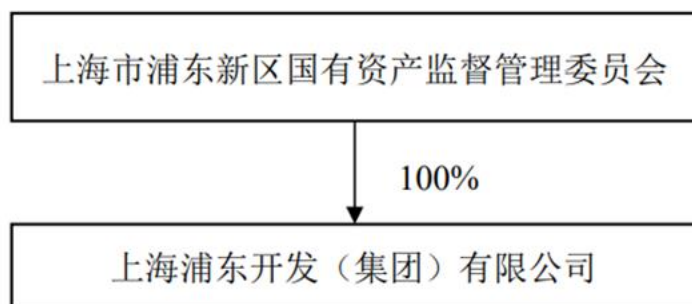 上海市浦东新区国有资产监督管理委员会
100%
上海浦东开发（集团）有限公司